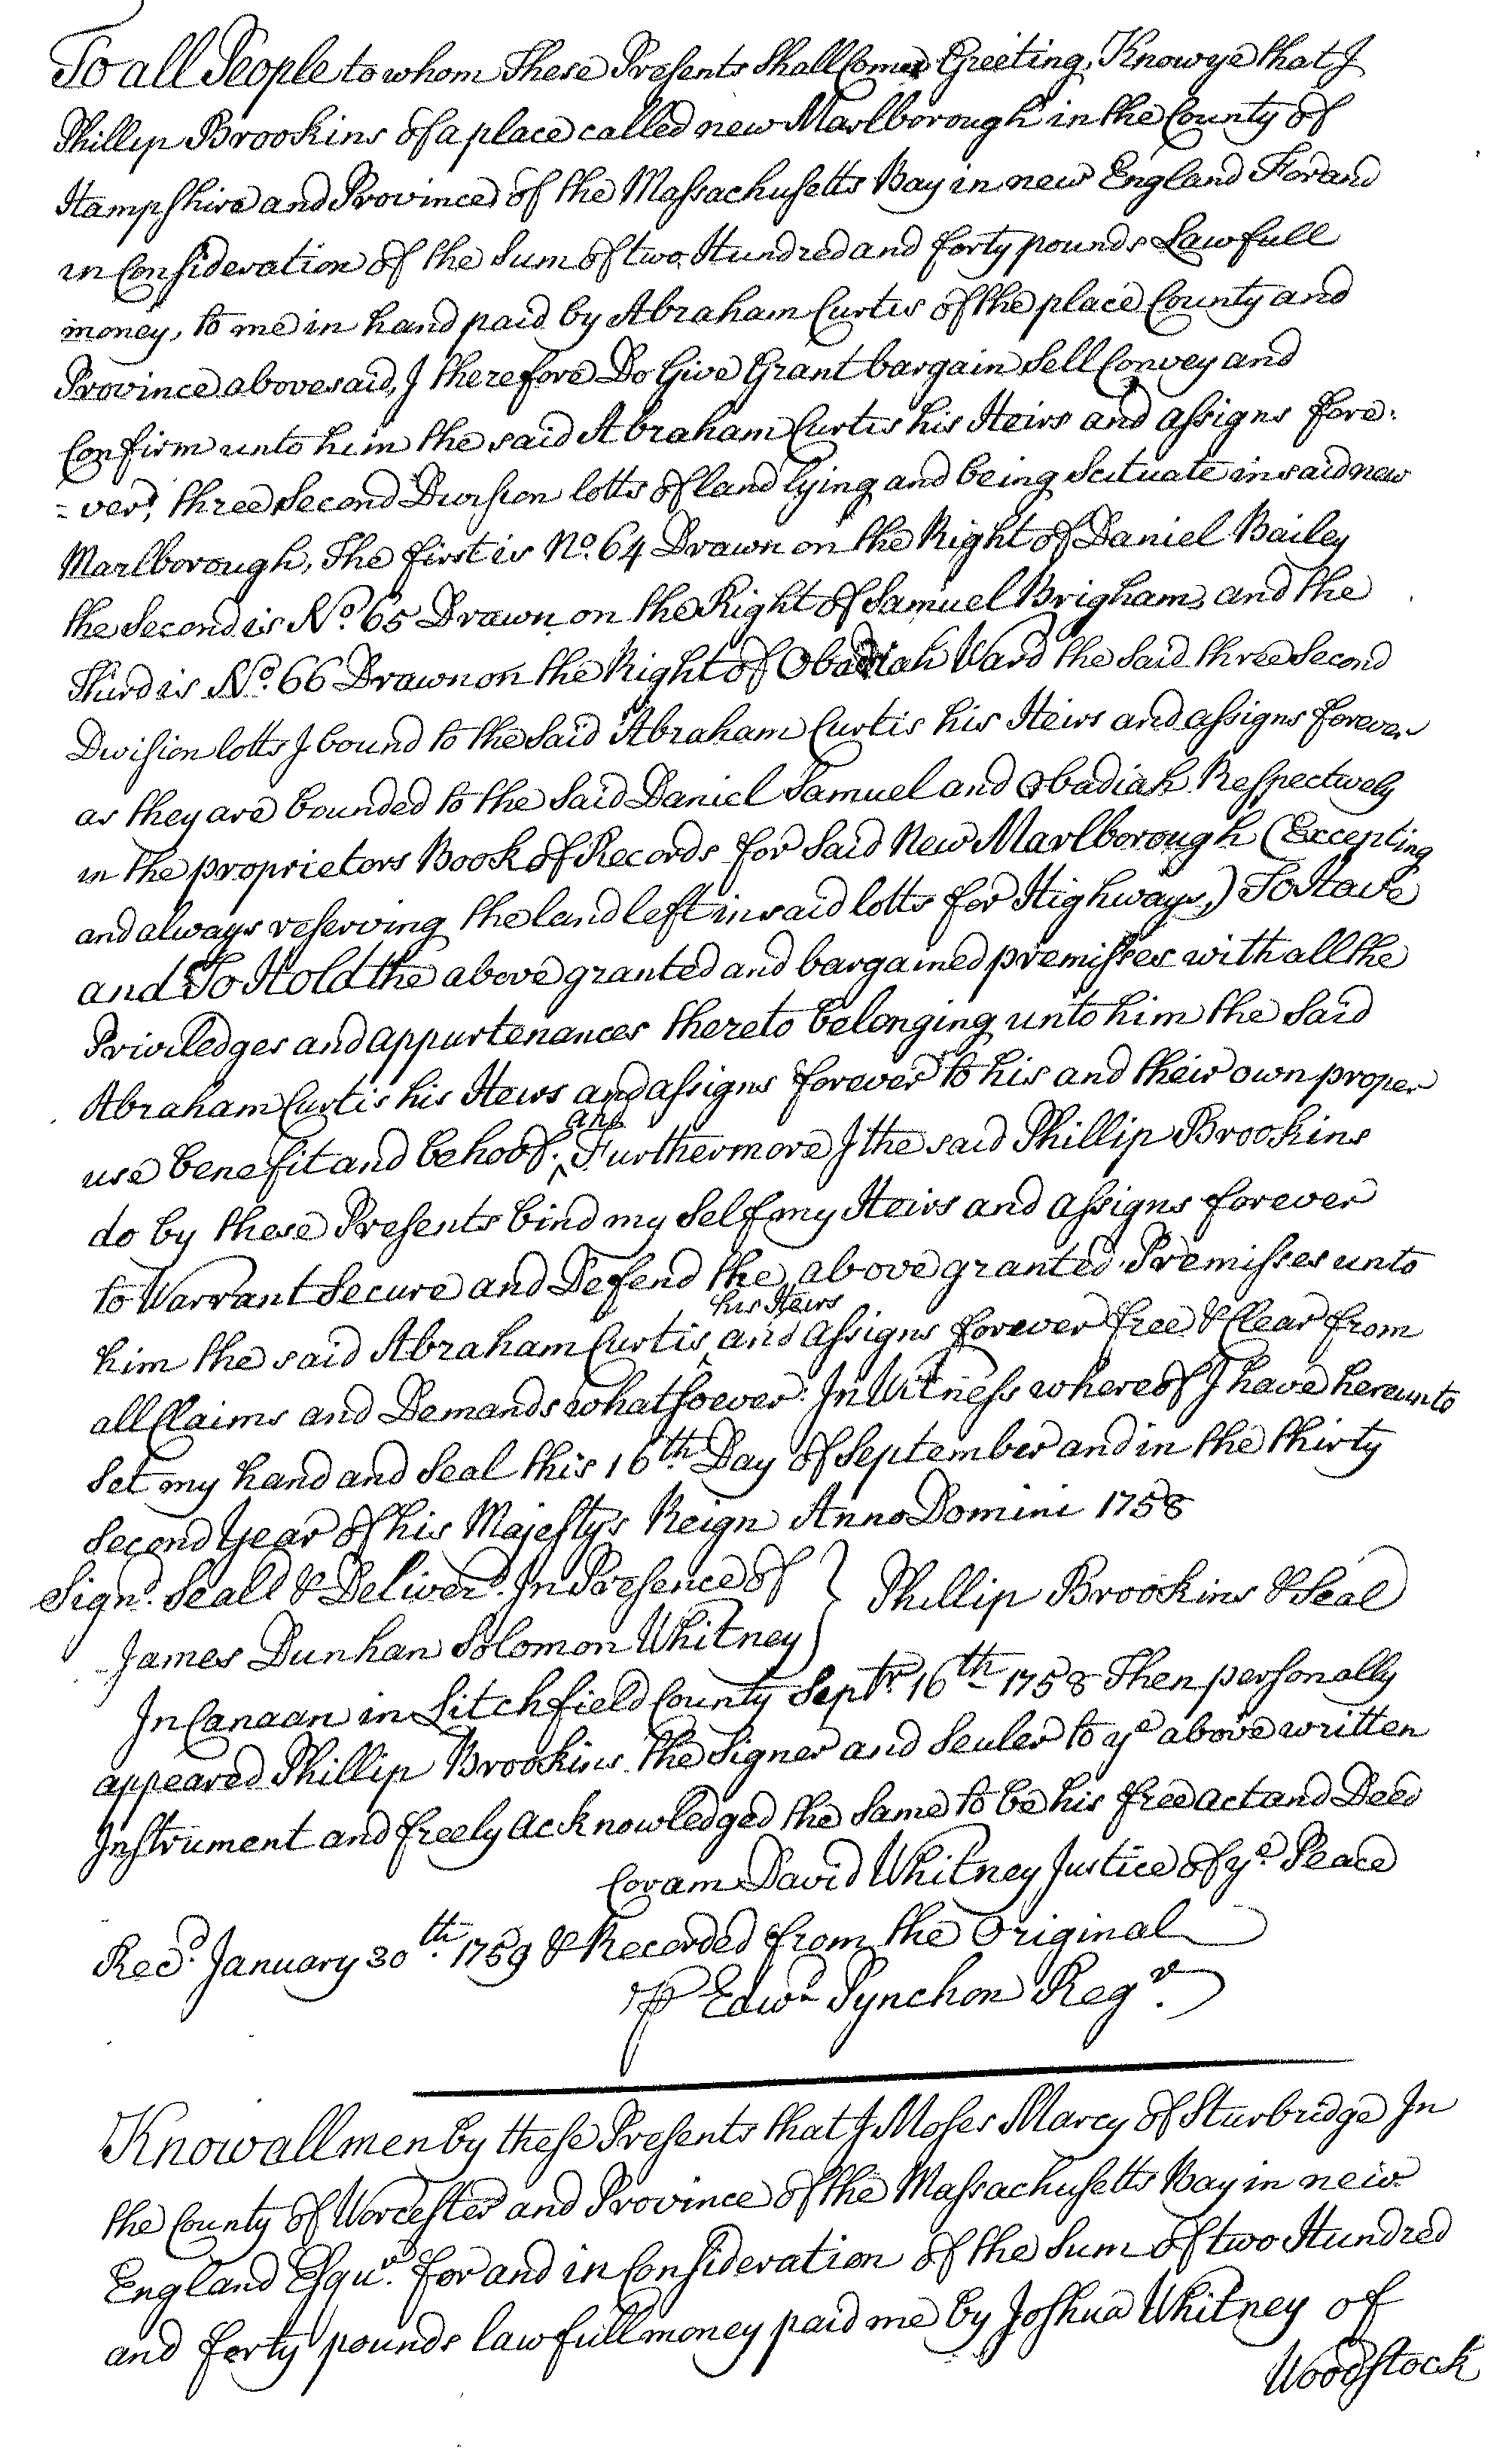 To all People to whom These Presents Shall Come Greeting, Know ye that I
Phillip Brookins of a place called new Marlborough in the County of
Hampshire and Province of the Massachusetts Bay in new England For and
in Consideration of the Sum of two Hundred and forty pounds Lawfull
money, to me in hand paid by Abraham Curtis of the place County and
Province abovesaid, I therefore Do Give Grant bargain Sell Convey and
Confirm unto him the said Abraham Curtis his Heirs and assigns fore:
=ver, three Second Division lotts of land lying and being Scituate in said new
Marlborough, The first is No. 64 Drawn on the Right of Daniel Bailey
the Second is No. 65 Drawn on the Right of Samuel Brigham, and the
Third is No. 66 Drawn on the Right of Obadiah Ward the Said three Second
Division lotts I bound to the Said Abraham Curtis his Heirs and assigns forever
as they are bounded to the Said Daniel Samuel and Obadiah Respectively
in the proprietors Book of Records for Said New Marlborough (Excepting
and always reserving the land left in said lotts for Highways,) To Have
and To Hold the above granted and bargained premisses with all the
Priviledges and appurtenances thereto belonging unto him the Said
Abraham Curtis his Heirs and assigns forever to his and their own proper
use benefit and behoof. and Furthermore I the said Phillip Brookins
do by these Presents bind my Self my Heirs and assigns forever
to Warrant Secure and Defend the above granted Premisses unto
him the said Abraham Curtis his Heirs and assigns forever free & Clear from
all Claims and Demands whatsoever: In Witness whereof I have hereunto
Set my hand and Seal this 16th Day of September and in the thirty
Second Year of his Majestys Reign Anno Domini 1758
Signd. Seald & Deliverd. In Presence of } Phillip Brookins & Seal
James Dunhan Solomon Whitney
In Canaan in Litchfield County Septr. 16th 1758 Then personally
appeared Phillip Brookins the Signer and Sealer to ye above written
Instrument and freely acknowledged the Same to be his free act and Deed
Coram David Whitney Justice of ye Peace
Recd. January 30th. 1759 & Recorded from the Original
⅌ Edwd Pynchon Regr.
Know all men by these Presents that I Moses Marcy of Sturbridge In
the County of Worcester and Province of the Massachusetts Bay in new
England Esqur. for and in Consideration of the Sum of two Hundred
and forty pounds lawfull money paid me by Joshua Whitney of
Woodstock